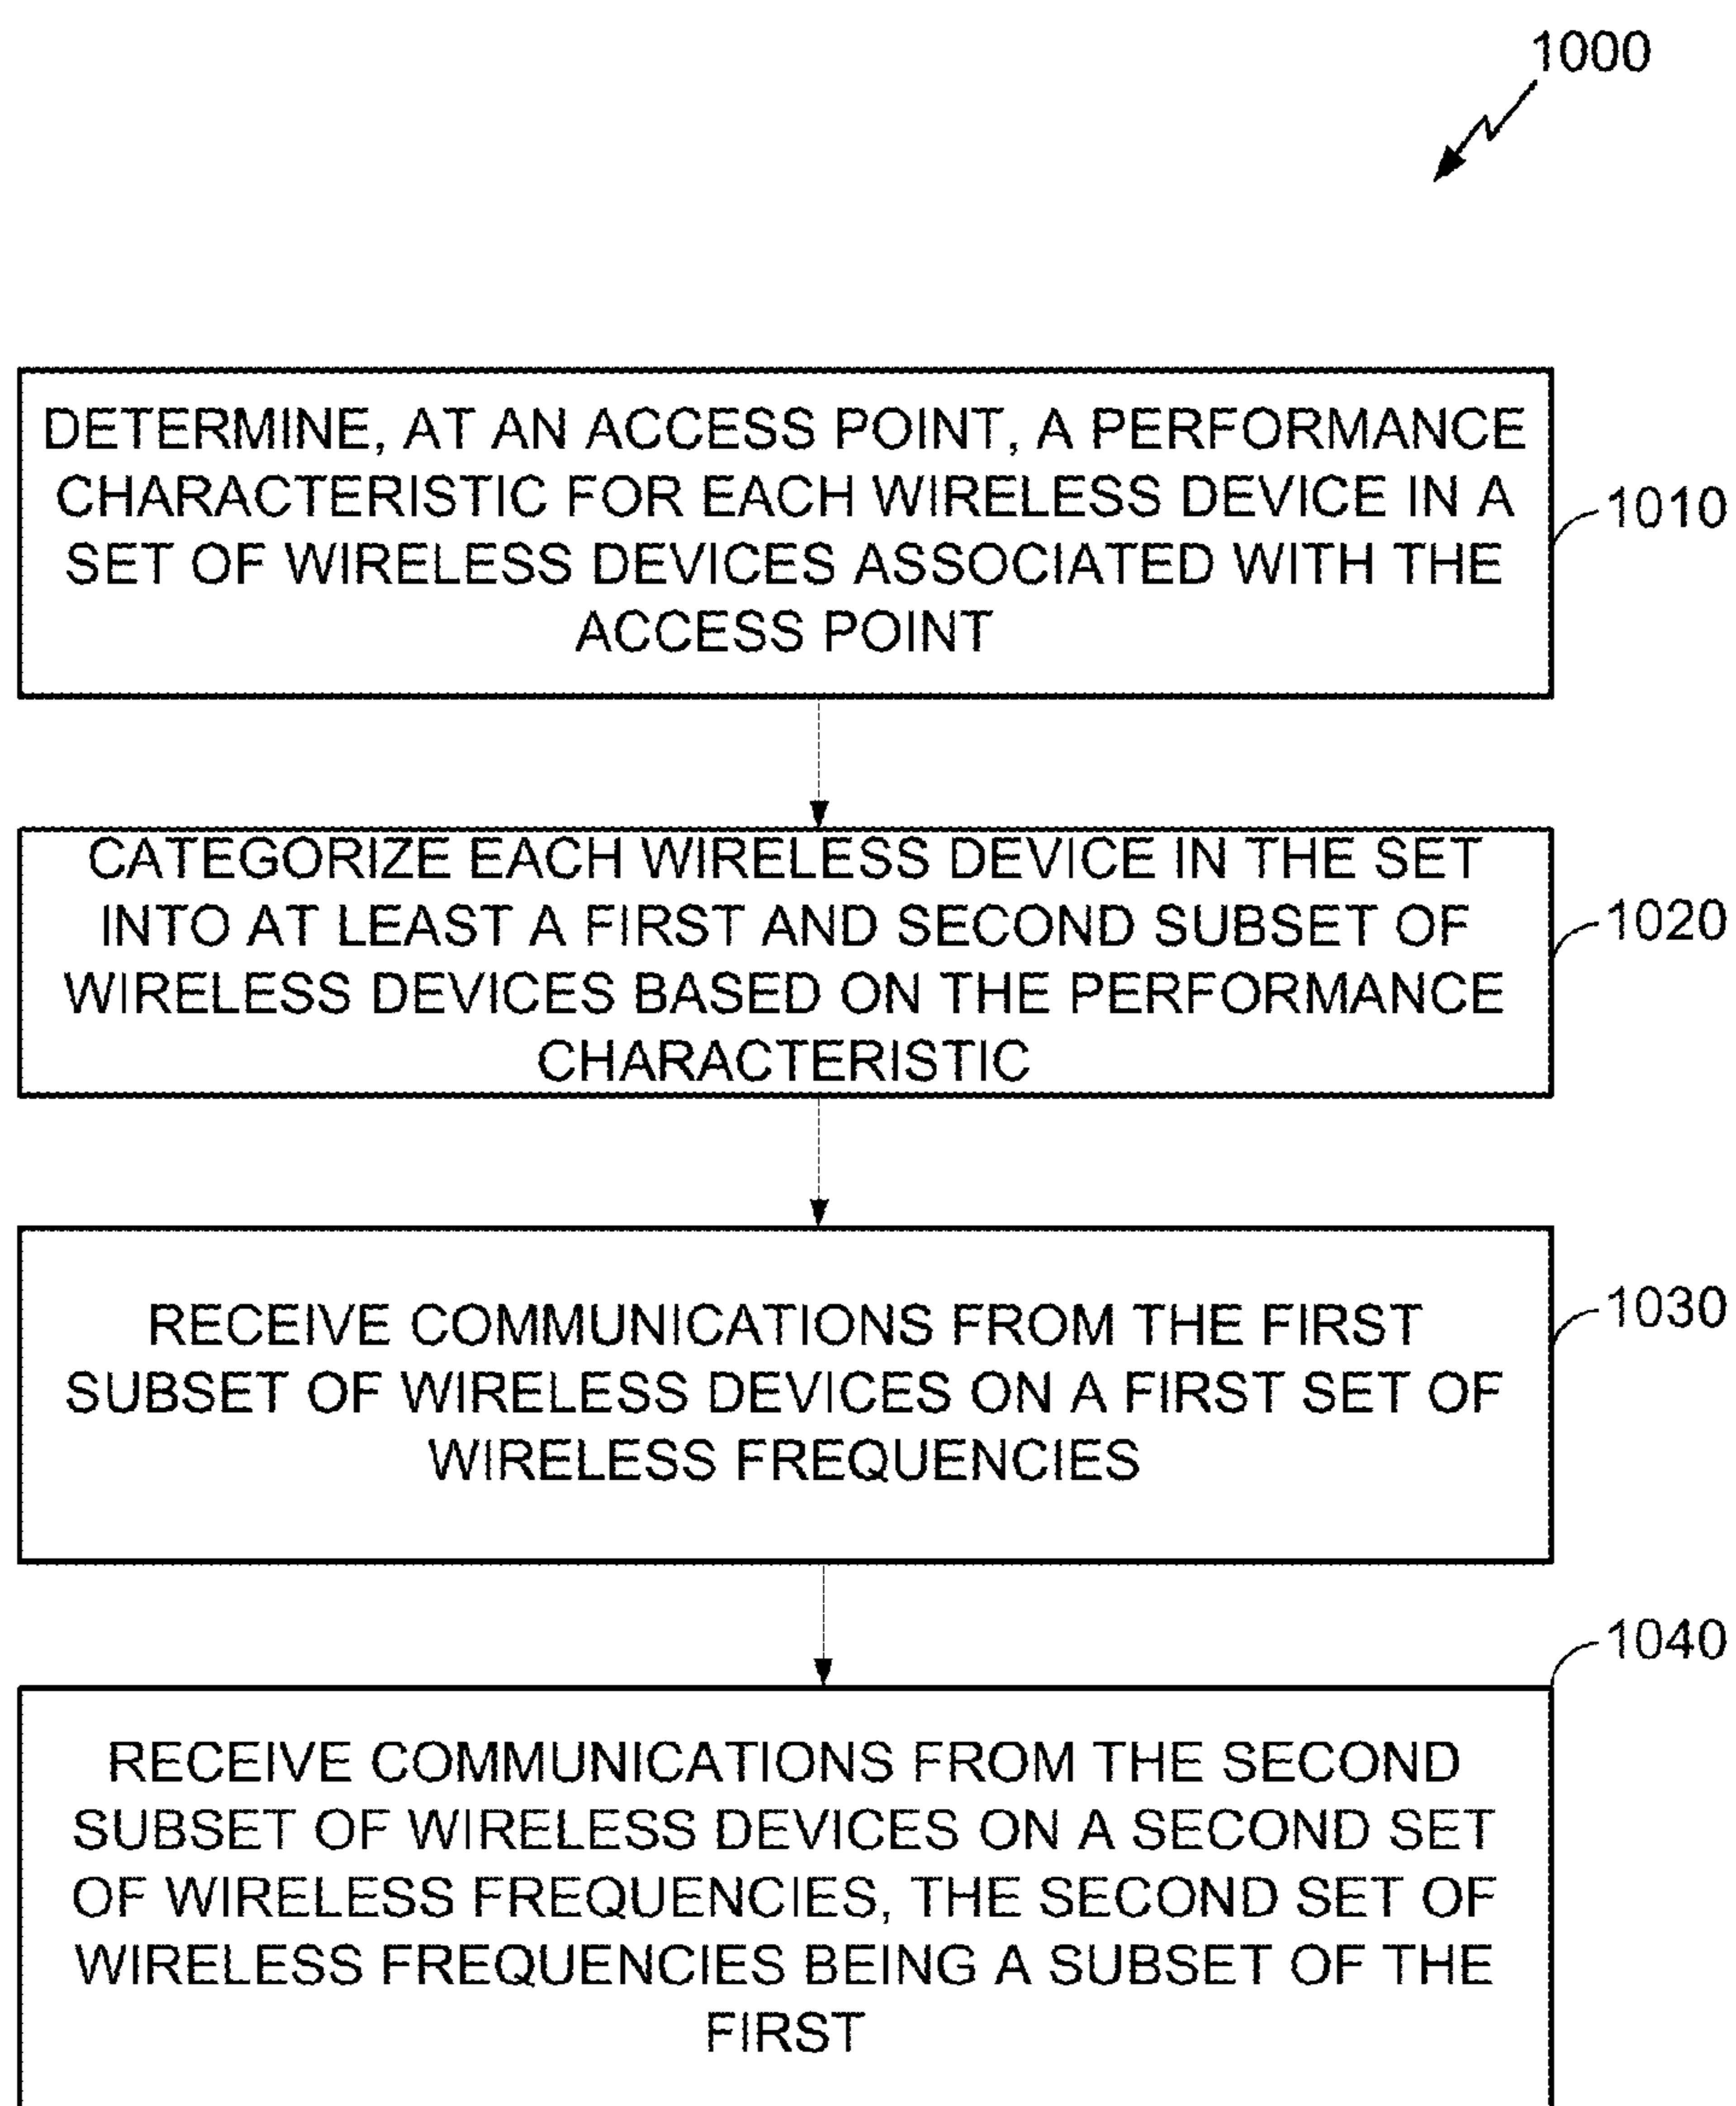 1000
DETERMINE, AT AN ACCESS POINT, A PERFORMANCE
CHARACTERISTIC FOR EACH WIRELESS DEVICE IN A
SET OF WIRELESS DEVICES ASSOCIATED WITH THE
ACCESS POINT
1010
CATEGORIZE EACH WIRELESS DEVICE IN THE SET
INTO AT LEAST A FIRST AND SECOND SUBSET OF
WIRELESS DEVICES BASED ON THE PERFORMANCE
CHARACTERISTIC
1020
RECEIVE COMMUNICATIONS FROM THE FIRST
SUBSET OF WIRELESS DEVICES ON A FIRST SET OF
WIRELESS FREQUENCIES
1030
RECEIVE COMMUNICATIONS FROM THE SECOND
SUBSET OF WIRELESS DEVICES ON A SECOND SET
OF WIRELESS FREQUENCIES, THE SECOND SET OF
WIRELESS FREQUENCIES BEING A SUBSET OF THE
FIRST
1040